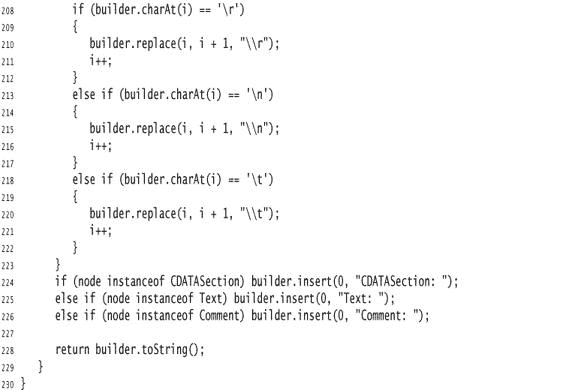 208 if (builder.charAt(i) == '\r')
209 {
210 builder.replace(i, i + 1, "\\r");
211 i++;
212 }
213 else if (builder.charAt(i) == '\n')
214 {
215 builder.replace(i, i + 1, "\\n");
216 i++;
217 }
218 else if (builder.charAt(i) == '\t')
219 {
220 builder.replace(i, i + 1, "\\t");
221 i++;
222 }
223 }
224 if (node instanceof CDATASection) builder.insert(0, "CDATASection: ");
225 else if (node instanceof Text) builder.insert(0, "Text: ");
226 else if (node instanceof Comment) builder.insert(0, "Comment: ");
227
228 return builder.toString();
229 }
230 }